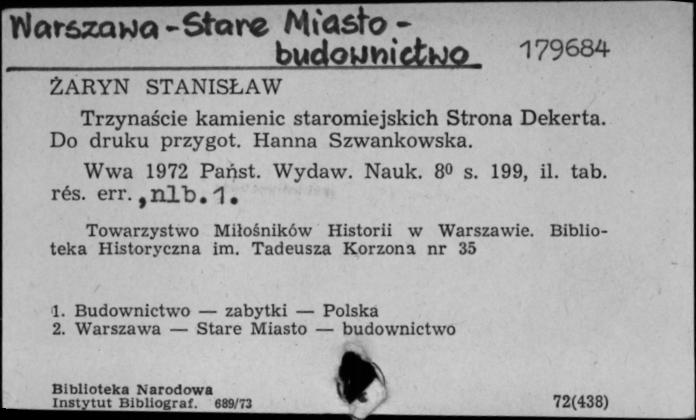 Warszawa - Stare Miasto -
budownictwo 179684
ŻARYN STANISŁAW
Trzynaście kamienic staromiejskich Strona Dekerta.
Do druku przygot. Hanna Szwankowska.
Wwa 1972 Państ. Wydaw. Nauk. 8⁰ s. 199, il. tab.
rés. err., nlb. 1.
Towarzystwo Miłośników Historii w Warszawie. Biblio-
teka Historyczna im. Tadeusza Korzona nr 35
1. Budownictwo — zabytki — Polska
2. Warszawa — Stare Miasto — budownictwo
Biblioteka Narodowa
Instytut Bibliograf. 689/73 72(438)